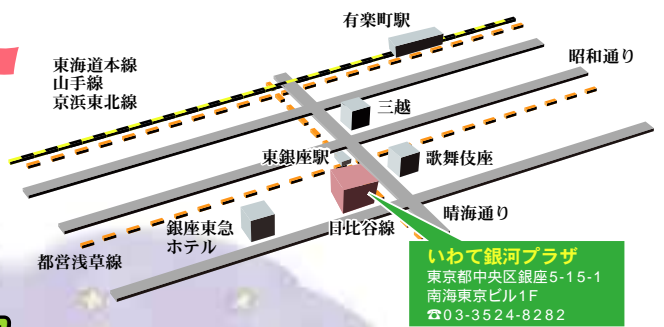 有楽町駅
東海道本線
山手線
京浜東北線
昭和通り
三越
東銀座駅
歌舞伎座
銀座東急
ホテル
日比谷線
晴海通り
都営浅草線
いわて銀河プラザ
東京都中央区銀座5-15-1
南海東京ビル1F
☎03-3524-8282